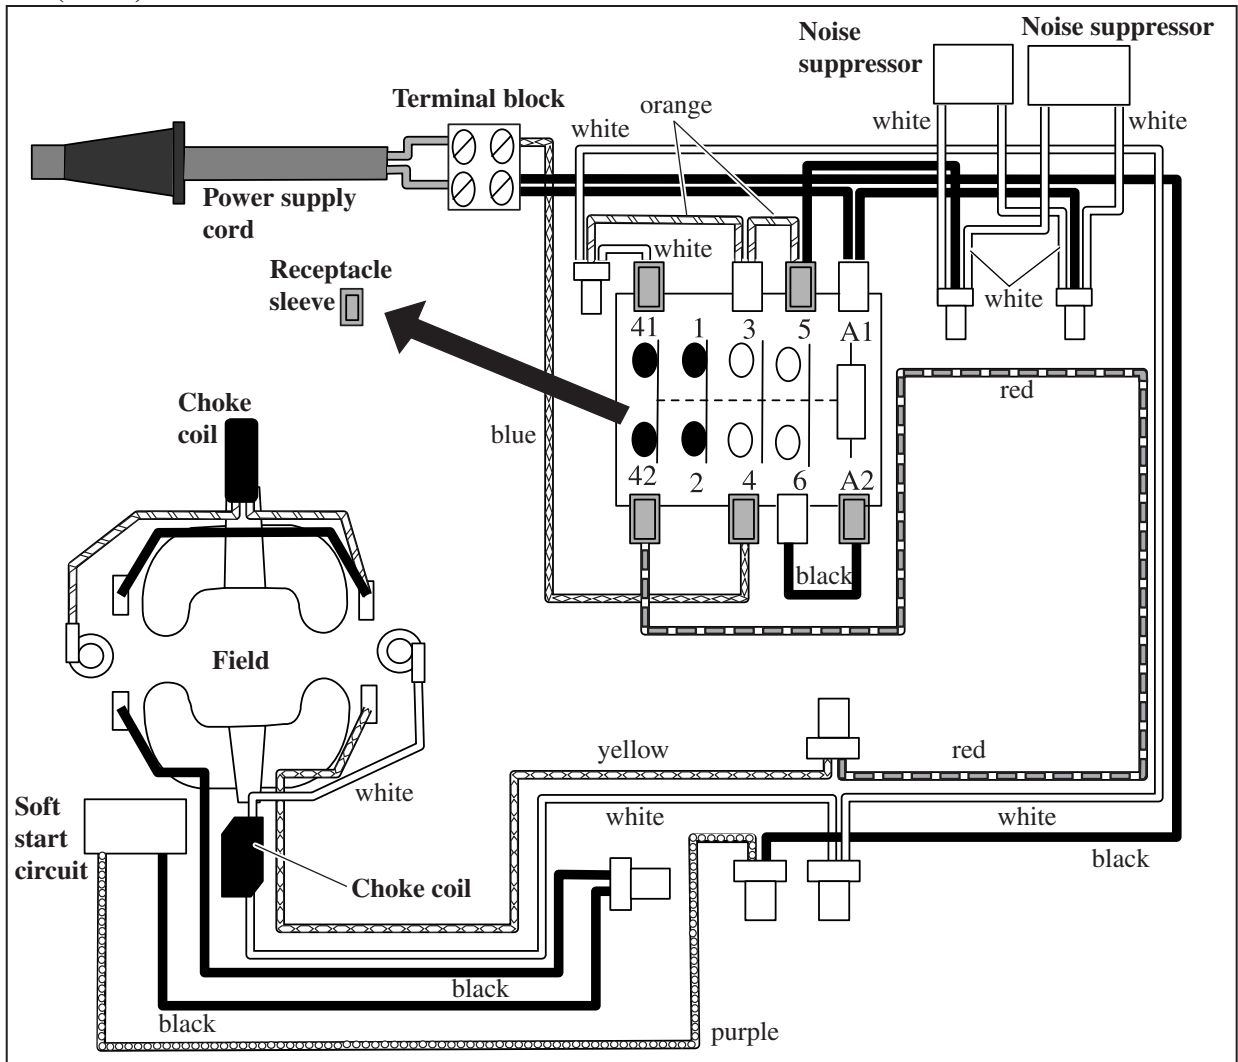 Noise suppressor
Noise
suppressor
Terminal block
orange
white
white
white
Power supply
cord
white
Receptacle
sleeve
white
41
1
3
5
A1
red
Choke
coil
blue
42
2
4
6
A2
black
Field
yellow
red
white
Soft
start
circuit
white
white
black
Choke coil
black
black
purple